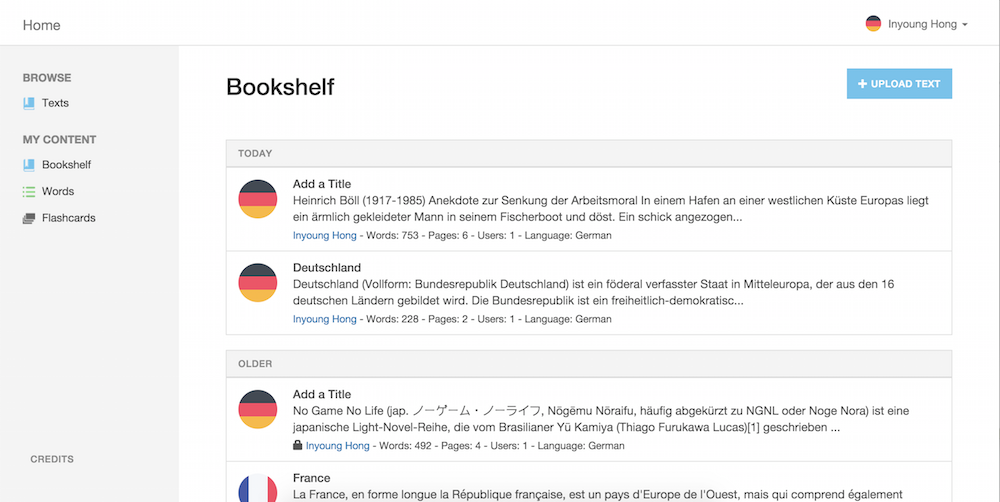 Home
Inyoung Hong
BROWSE
Texts
MY CONTENT
Bookshelf
Words
Flashcards
CREDITS
Bookshelf
+ UPLOAD TEXT
TODAY
Add a Title
Heinrich Böll (1917-1985) Anekdote zur Senkung der Arbeitsmoral In einem Hafen an einer westlichen Küste Europas liegt
ein ärmlich gekleideter Mann in seinem Fischerboot und döst. Ein schick angezogen...
Inyoung Hong - Words: 753 - Pages: 6 - Users: 1 - Language: German
Deutschland
Deutschland (Vollform: Bundesrepublik Deutschland) ist ein föderal verfasster Staat in Mitteleuropa, der aus den 16
deutschen Ländern gebildet wird. Die Bundesrepublik ist ein freiheitlich-demokratisc...
Inyoung Hong - Words: 228 - Pages: 2 - Users: 1 - Language: German
OLDER
Add a Title
No Game No Life (jap. ノーゲーム・ノーライフ, Nōgēmu Nōraifu, häufig abgekürzt zu NGNL oder Noge Nora) ist eine
japanische Light-Novel-Reihe, die vom Brasilianer Yū Kamiya (Thiago Furukawa Lucas)[1] geschrieben ...
Inyoung Hong - Words: 492 - Pages: 4 - Users: 1 - Language: German
France
La France, en forme longue la République française, est un pays d'Europe de l'Ouest, mais qui comprend également